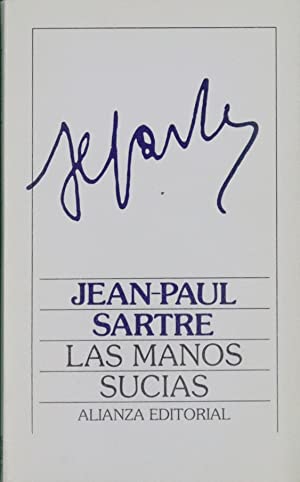 JEAN-PAUL
SARTRE
LAS MANOS
SUCIAS
ALIANZA EDITORIAL